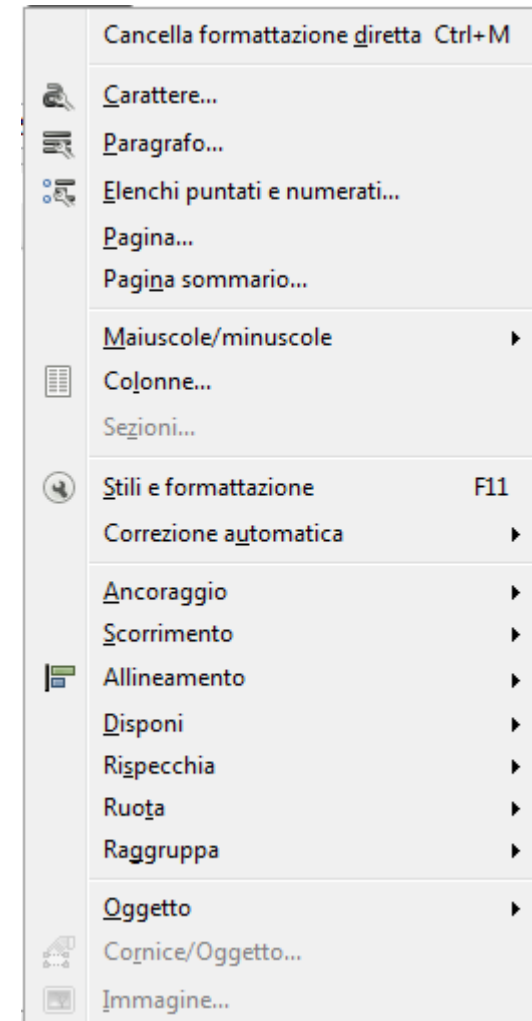 Cancella formattazione diretta Ctrl+M
Carattere...
Paragrafo...
Elenchi puntati e numerati...
Pagina...
Pagina sommario...
Maiuscole/minuscole
Colonne...
Sezioni...
Stili e formattazione F11
Correzione automatica
Ancoraggio
Scorrimento
Allineamento
Disponi
Rispecchia
Ruota
Raggruppa
Oggetto
Cornice/Oggetto...
Immagine...